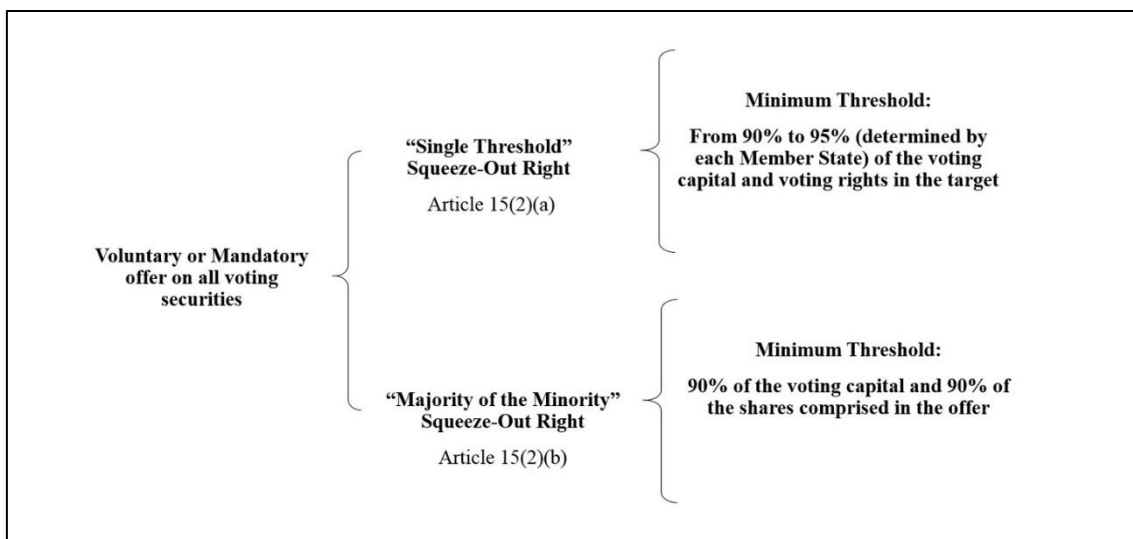 Voluntary or Mandatory
offer on all voting
securities
“Single Threshold”
Squeeze-Out Right
Article 15(2)(a)
Minimum Threshold:
From 90% to 95% (determined by
each Member State) of the voting
capital and voting rights in the target
“Majority of the Minority”
Squeeze-Out Right
Article 15(2)(b)
Minimum Threshold:
90% of the voting capital and 90% of
the shares comprised in the offer